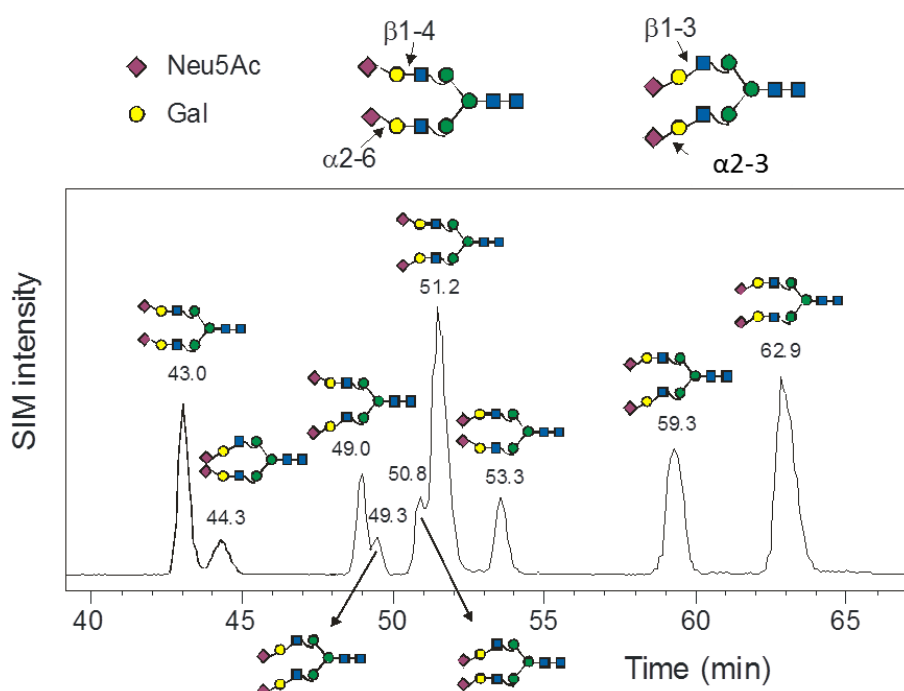 β1-4
β1-3
Neu5Ac
Gal
α2-6
α2-3
SIM intensity
51.2
43.0
62.9
49.0
59.3
50.8
53.3
44.3
49.3
40
45
50
55
60
65
Time (min)